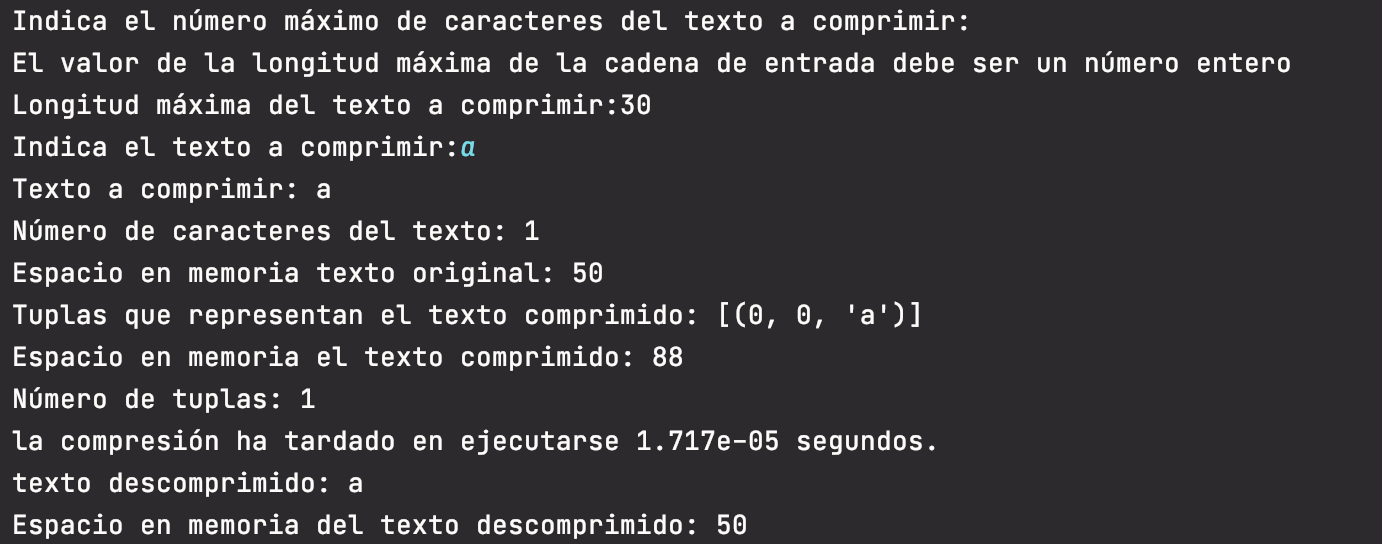 Indica el número máximo de caracteres del texto a comprimir:
El valor de la longitud máxima de la cadena de entrada debe ser un número entero
Longitud máxima del texto a comprimir:30
Indica el texto a comprimir:a
Texto a comprimir: a
Número de caracteres del texto: 1
Espacio en memoria texto original: 50
Tuplas que representan el texto comprimido: [(0, 0, 'a')]
Espacio en memoria el texto comprimido: 88
Número de tuplas: 1
la compresión ha tardado en ejecutarse 1.717e-05 segundos.
texto descomprimido: a
Espacio en memoria del texto descomprimido: 50